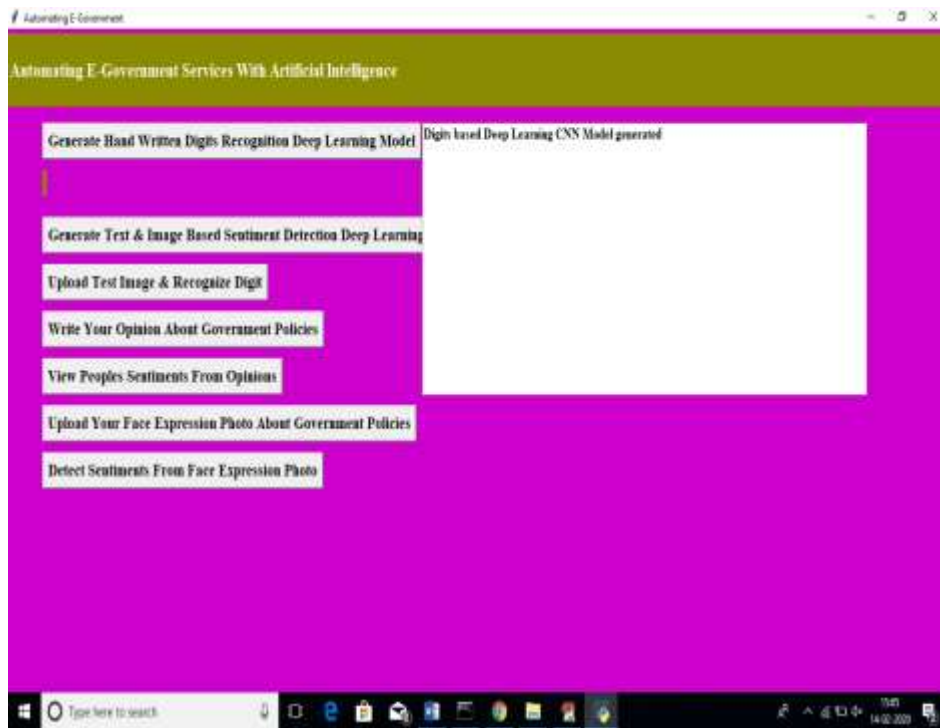 Automating E-Government
Automating E-Government Services With Artificial Intelligence
Generate Hand Written Digits Recognition Deep Learning Model
Digits based Deep Learning CNN Model generated
Generate Text & Image Based Sentiment Detection Deep Learning
Upload Test Image & Recognize Digit
Write Your Opinion About Government Policies
View Peoples Sentiments From Opinions
Upload Your Face Expression Photo About Government Policies
Detect Sentiments From Face Expression Photo
Type here to search